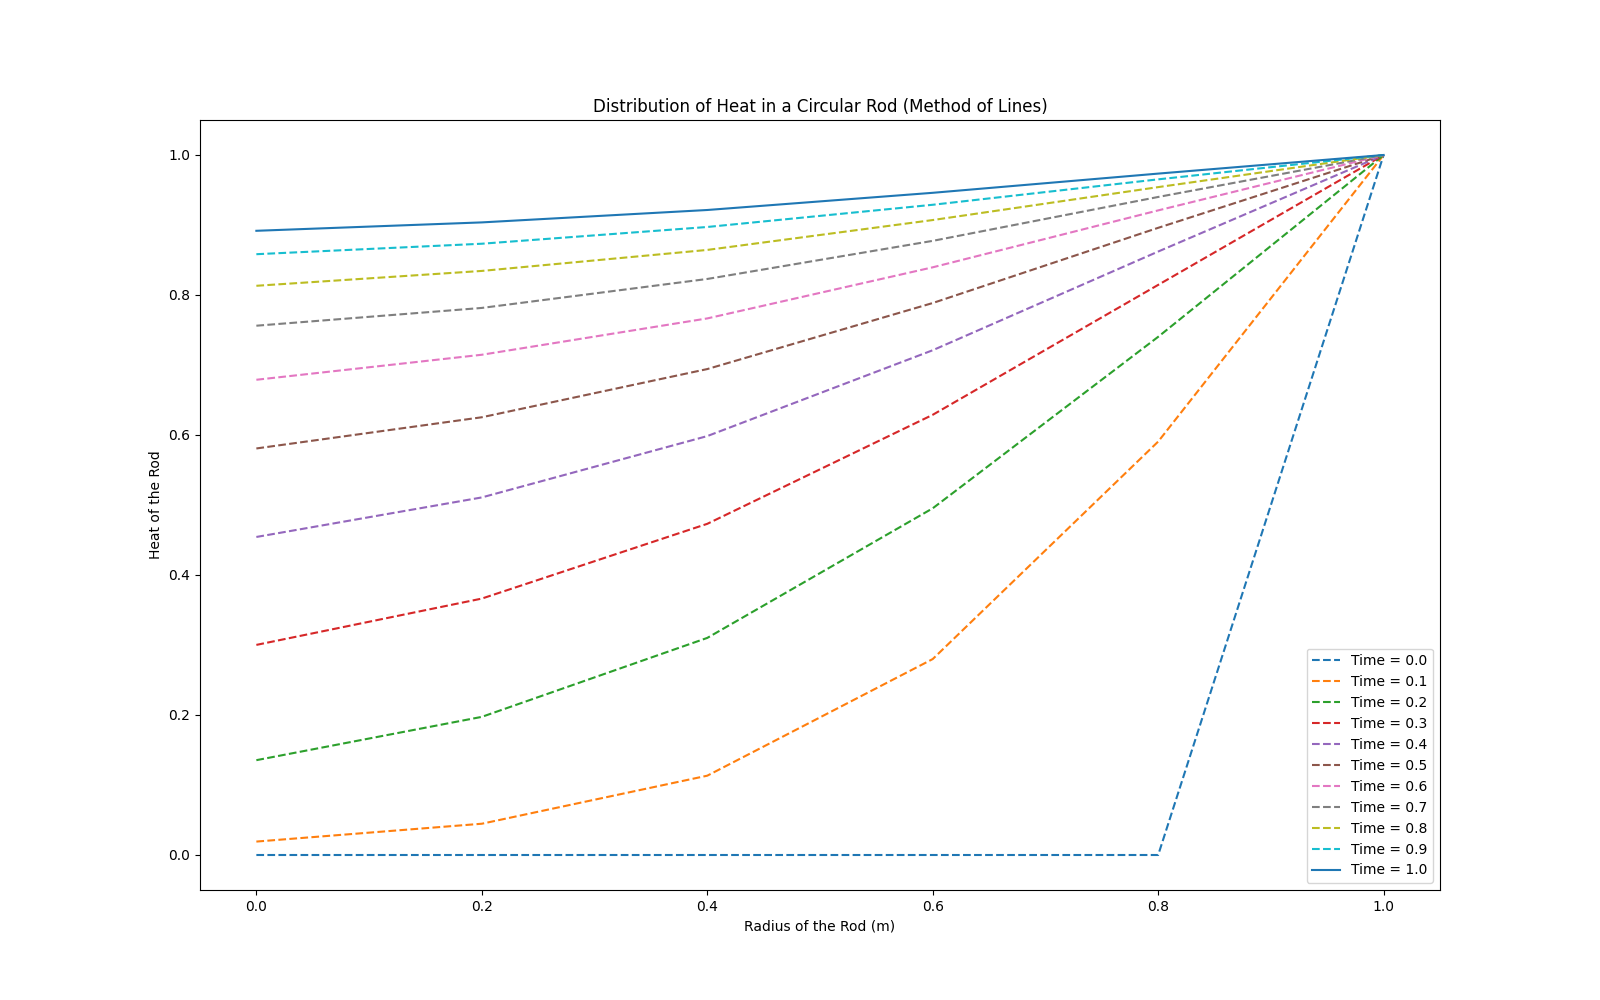 Distribution of Heat in a Circular Rod (Method of Lines)
1.0
0.8
0.6
0.4
0.2
0.0
Heat of the Rod
0.0 0.2 0.4 0.6 0.8 1.0
Radius of the Rod (m)
Time = 0.0
Time = 0.1
Time = 0.2
Time = 0.3
Time = 0.4
Time = 0.5
Time = 0.6
Time = 0.7
Time = 0.8
Time = 0.9
Time = 1.0